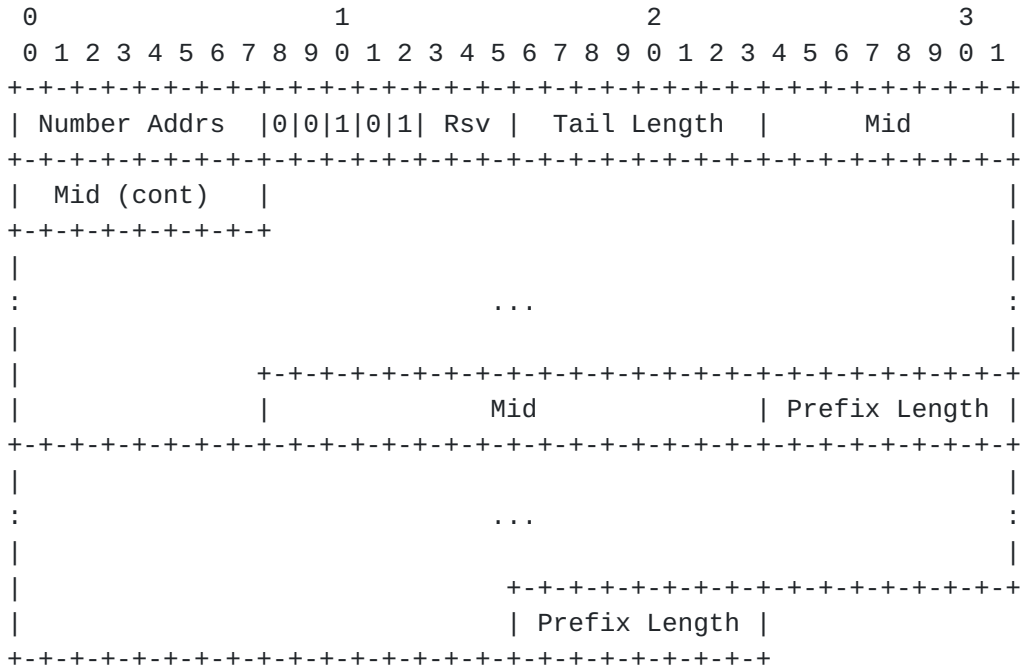 0                   1                   2                   3
 0 1 2 3 4 5 6 7 8 9 0 1 2 3 4 5 6 7 8 9 0 1 2 3 4 5 6 7 8 9 0 1
+-+-+-+-+-+-+-+-+-+-+-+-+-+-+-+-+-+-+-+-+-+-+-+-+-+-+-+-+-+-+-+-+
| Number Addrs  |0|0|1|0|1| Rsv |  Tail Length  |      Mid      |
+-+-+-+-+-+-+-+-+-+-+-+-+-+-+-+-+-+-+-+-+-+-+-+-+-+-+-+-+-+-+-+-+
|  Mid (cont)   |                                               |
+-+-+-+-+-+-+-+-+                                               |
|                                                               |
:                              ...                              :
|                                                               |
|               +-+-+-+-+-+-+-+-+-+-+-+-+-+-+-+-+-+-+-+-+-+-+-+-+
|               |              Mid              | Prefix Length |
+-+-+-+-+-+-+-+-+-+-+-+-+-+-+-+-+-+-+-+-+-+-+-+-+-+-+-+-+-+-+-+-+
|                                                               |
:                              ...                              :
|                                                               |
|                               +-+-+-+-+-+-+-+-+-+-+-+-+-+-+-+-+
|                               | Prefix Length |
+-+-+-+-+-+-+-+-+-+-+-+-+-+-+-+-+-+-+-+-+-+-+-+-+